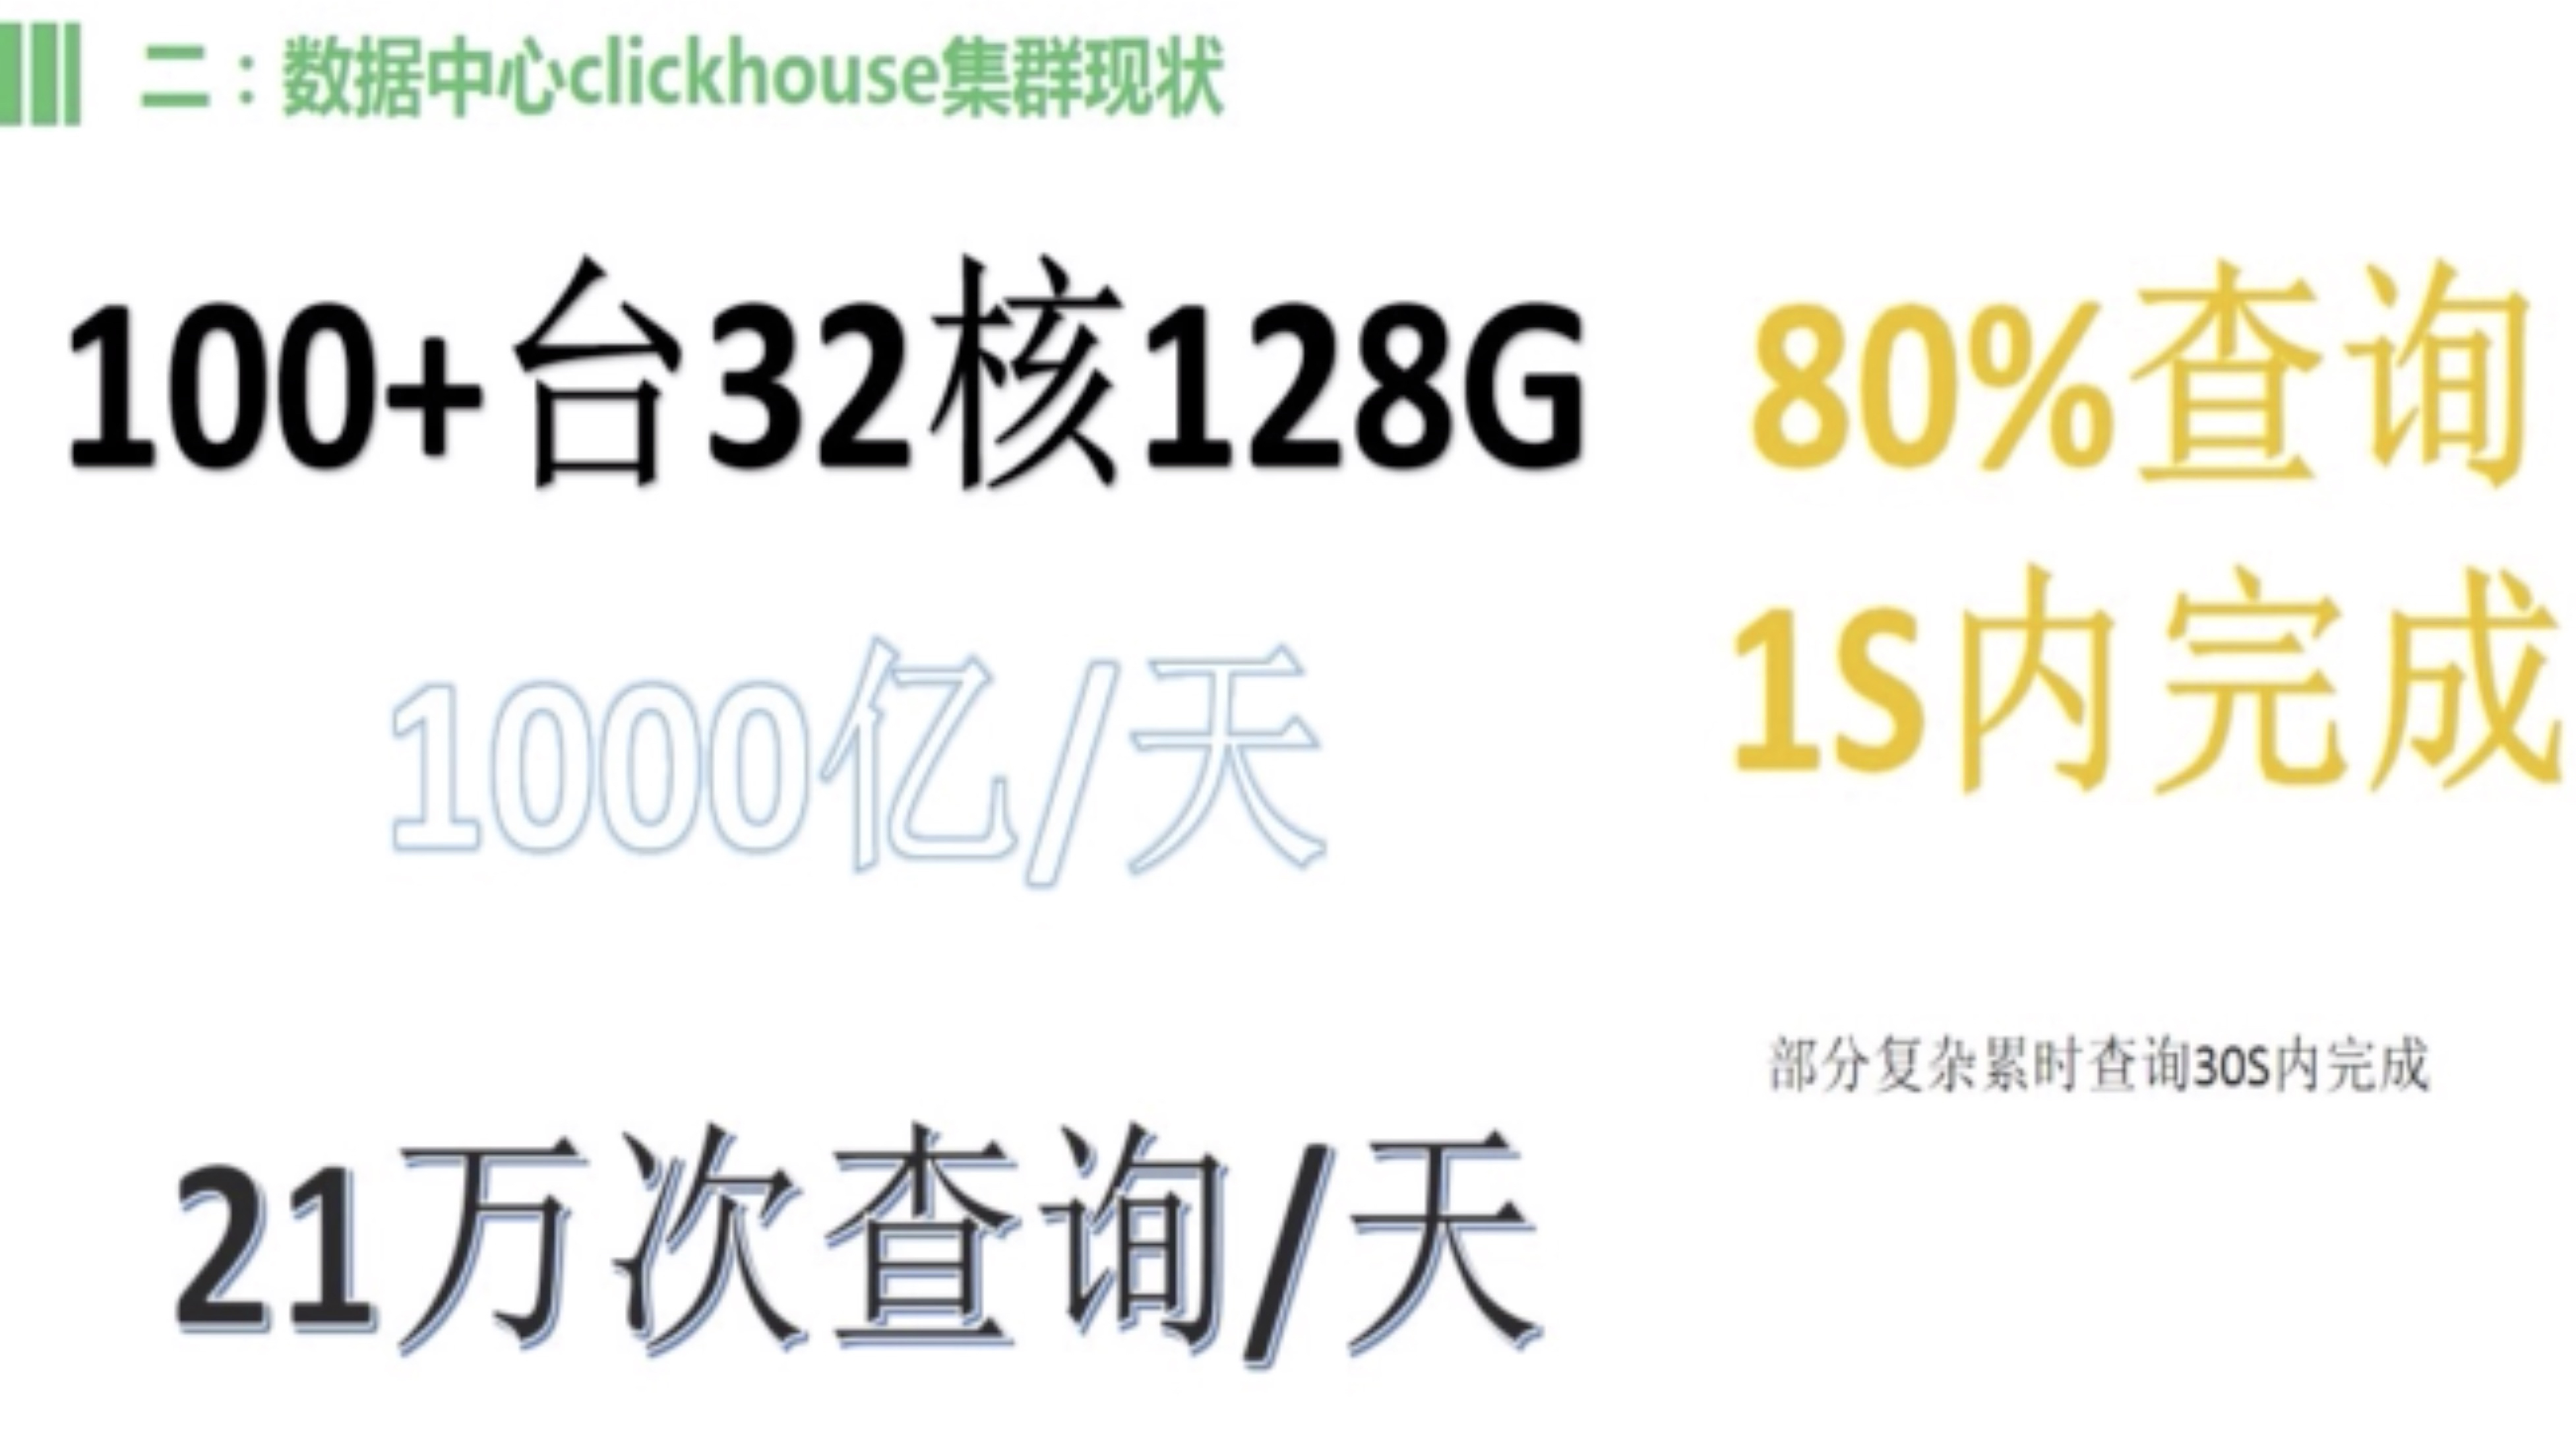 二：数据中心clickhouse集群现状
100+台32核128G
80%查询
1S内完成
1000亿/天
部分复杂累时查询30S内完成
21万次查询/天